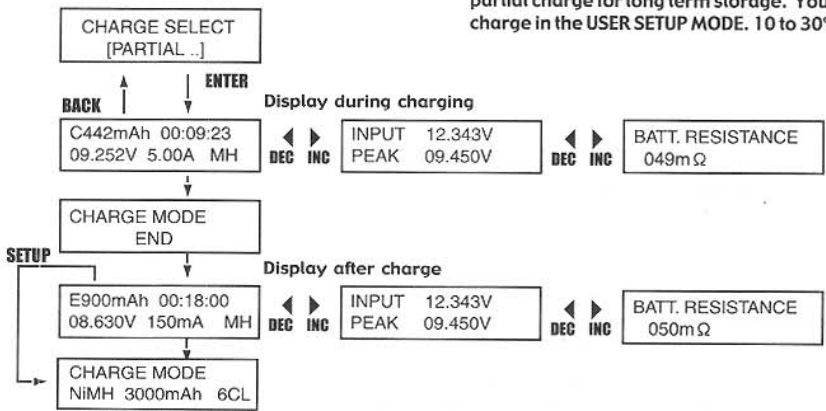 partial charge for long term storage. You
charge in the USER SETUP MODE. 10 to 30%
CHARGE SELECT
[PARTIAL ..]
ENTER
BACK
Display during charging
C442mAh 00:09:23
09.252V 5.00A MH
DEC INC
INPUT 12.343V
PEAK 09.450V
DEC INC
BATT. RESISTANCE
049mΩ
CHARGE MODE
END
SETUP
Display after charge
E900mAh 00:18:00
08.630V 150mA MH
DEC INC
INPUT 12.343V
PEAK 09.450V
DEC INC
BATT. RESISTANCE
050mΩ
CHARGE MODE
NiMH 3000mAh 6CL